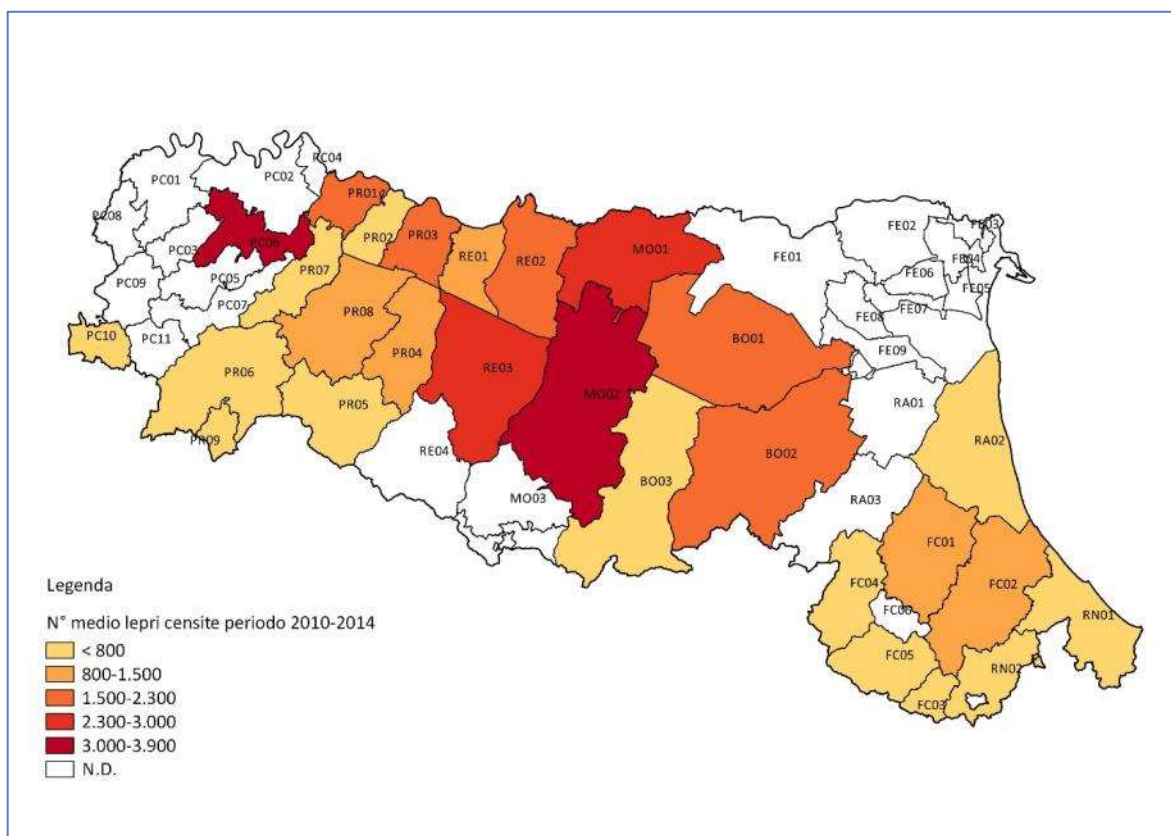 PC04
PC01
PC02
PR01
PC08
FE02
FE03
PC03
PC06
PR02
PR03
MO01
FE01
RE01
RE02
FE04
PR07
FE06
PC05
PC09
FE05
PC07
FE07
PR08
FE08
PC10
PC11
BO01
FE09
PR04
RE03
PR06
MO02
RA01
PR05
PR09
RA02
RE04
BO02
BO03
MO03
RA03
FC01
FC04
FC02
FC06
RN01
FC05
RN02
FC03
Legenda
N° medio lepri censite periodo 2010-2014
< 800
800-1.500
1.500-2.300
2.300-3.000
3.000-3.900
N.D.